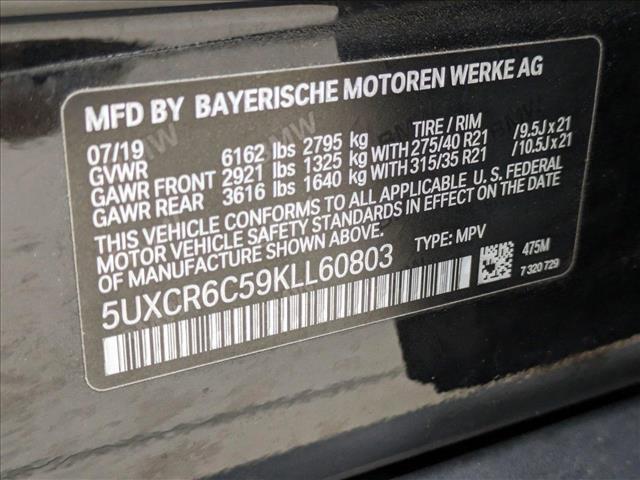 MFD BY BAYERISCHE MOTOREN WERKE AG
07/19 TIRE / RIM
GVWR 6162 lbs 2795 kg
GAWR FRONT 2921 lbs 1325 kg WITH 275/40 R21 /9.5J x 21
GAWR REAR 3616 lbs 1640 kg WITH 315/35 R21 /10.5J x 21
THIS VEHICLE CONFORMS TO ALL APPLICABLE U. S. FEDERAL
MOTOR VEHICLE SAFETY STANDARDS IN EFFECT ON THE DATE
OF MANUFACTURE SHOWN ABOVE.
TYPE: MPV 475M
5UXCR6C59KLL60803
7 320 729